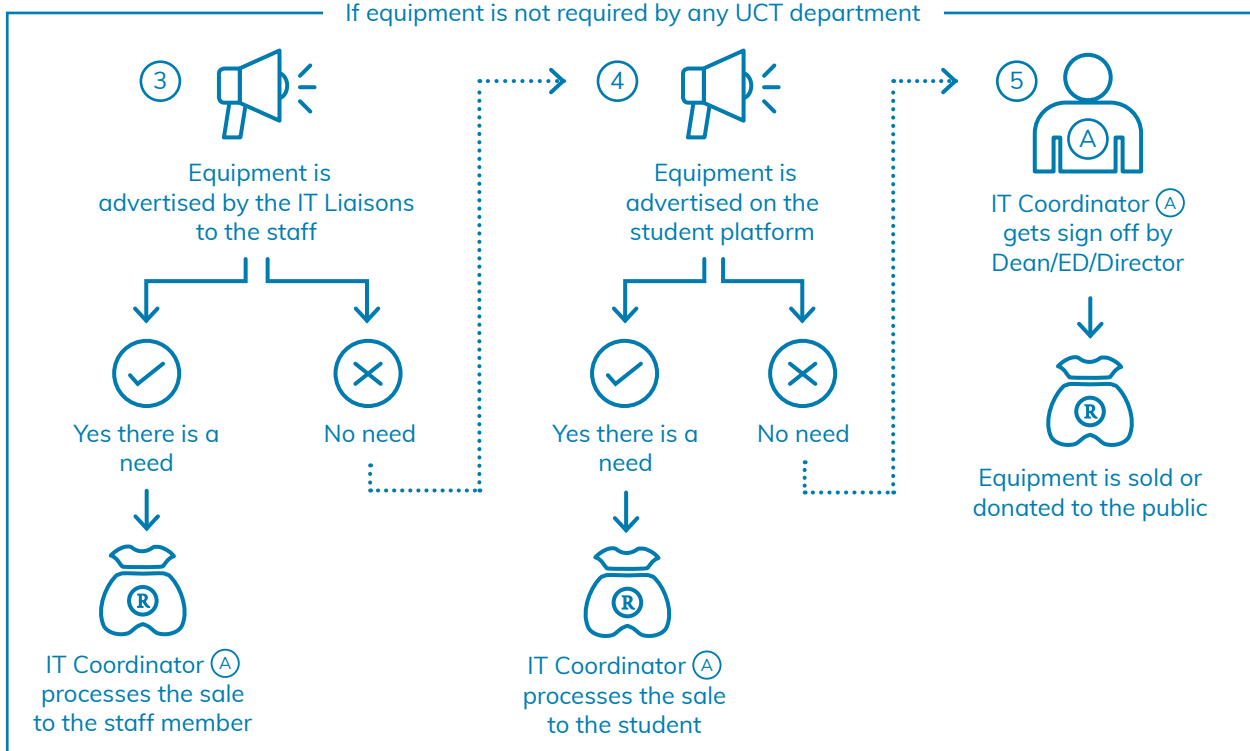 If equipment is not required by any UCT department
3
Equipment is
advertised by the IT Liaisons
to the staff
Yes there is a
need
No need
R
IT Coordinator A
processes the sale
to the staff member
4
Equipment is
advertised on the
student platform
Yes there is a
need
No need
R
IT Coordinator A
processes the sale
to the student
5
A
IT Coordinator A
gets sign off by
Dean/ED/Director
R
Equipment is sold or
donated to the public